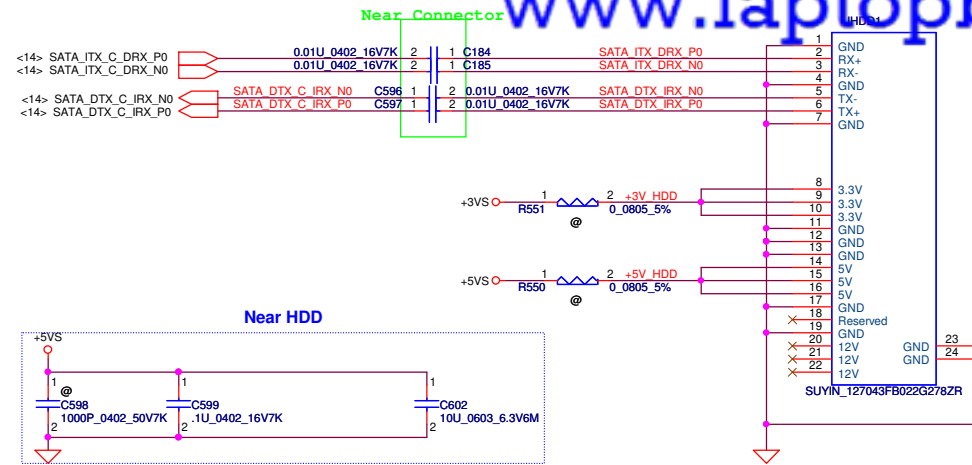 www.laptop
Near Connector
JHDD1
<14> SATA_ITX_C_DRX_P0 0.01U_0402_16V7K 2 1 C184 SATA_ITX_DRX_P0
<14> SATA_ITX_C_DRX_N0 0.01U_0402_16V7K 2 1 C185 SATA_ITX_DRX_N0
<14> SATA_DTX_C_IRX_N0 SATA_DTX_C_IRX_N0 C596 1 2 0.01U_0402_16V7K SATA_DTX_IRX_N0
<14> SATA_DTX_C_IRX_P0 SATA_DTX_C_IRX_P0 C597 1 2 0.01U_0402_16V7K SATA_DTX_IRX_P0
1 GND
2 RX+
3 RX-
4 GND
5 TX-
6 TX+
7 GND
8 3.3V
9 3.3V
10 3.3V
11 GND
12 GND
13 GND
14 5V
15 5V
16 5V
17 GND
18 Reserved
19 GND
20 12V GND 23
21 12V GND 24
22 12V
SUYIN_127043FB022G278ZR
+3VS 1 2 +3V_HDD
R551 0_0805_5%
@
+5VS 1 2 +5V_HDD
R550 0_0805_5%
@
Near HDD
+5VS
1 @
C598
1000P_0402_50V7K
2
1
C599
.1U_0402_16V7K
2
1
C602
10U_0603_6.3V6M
2